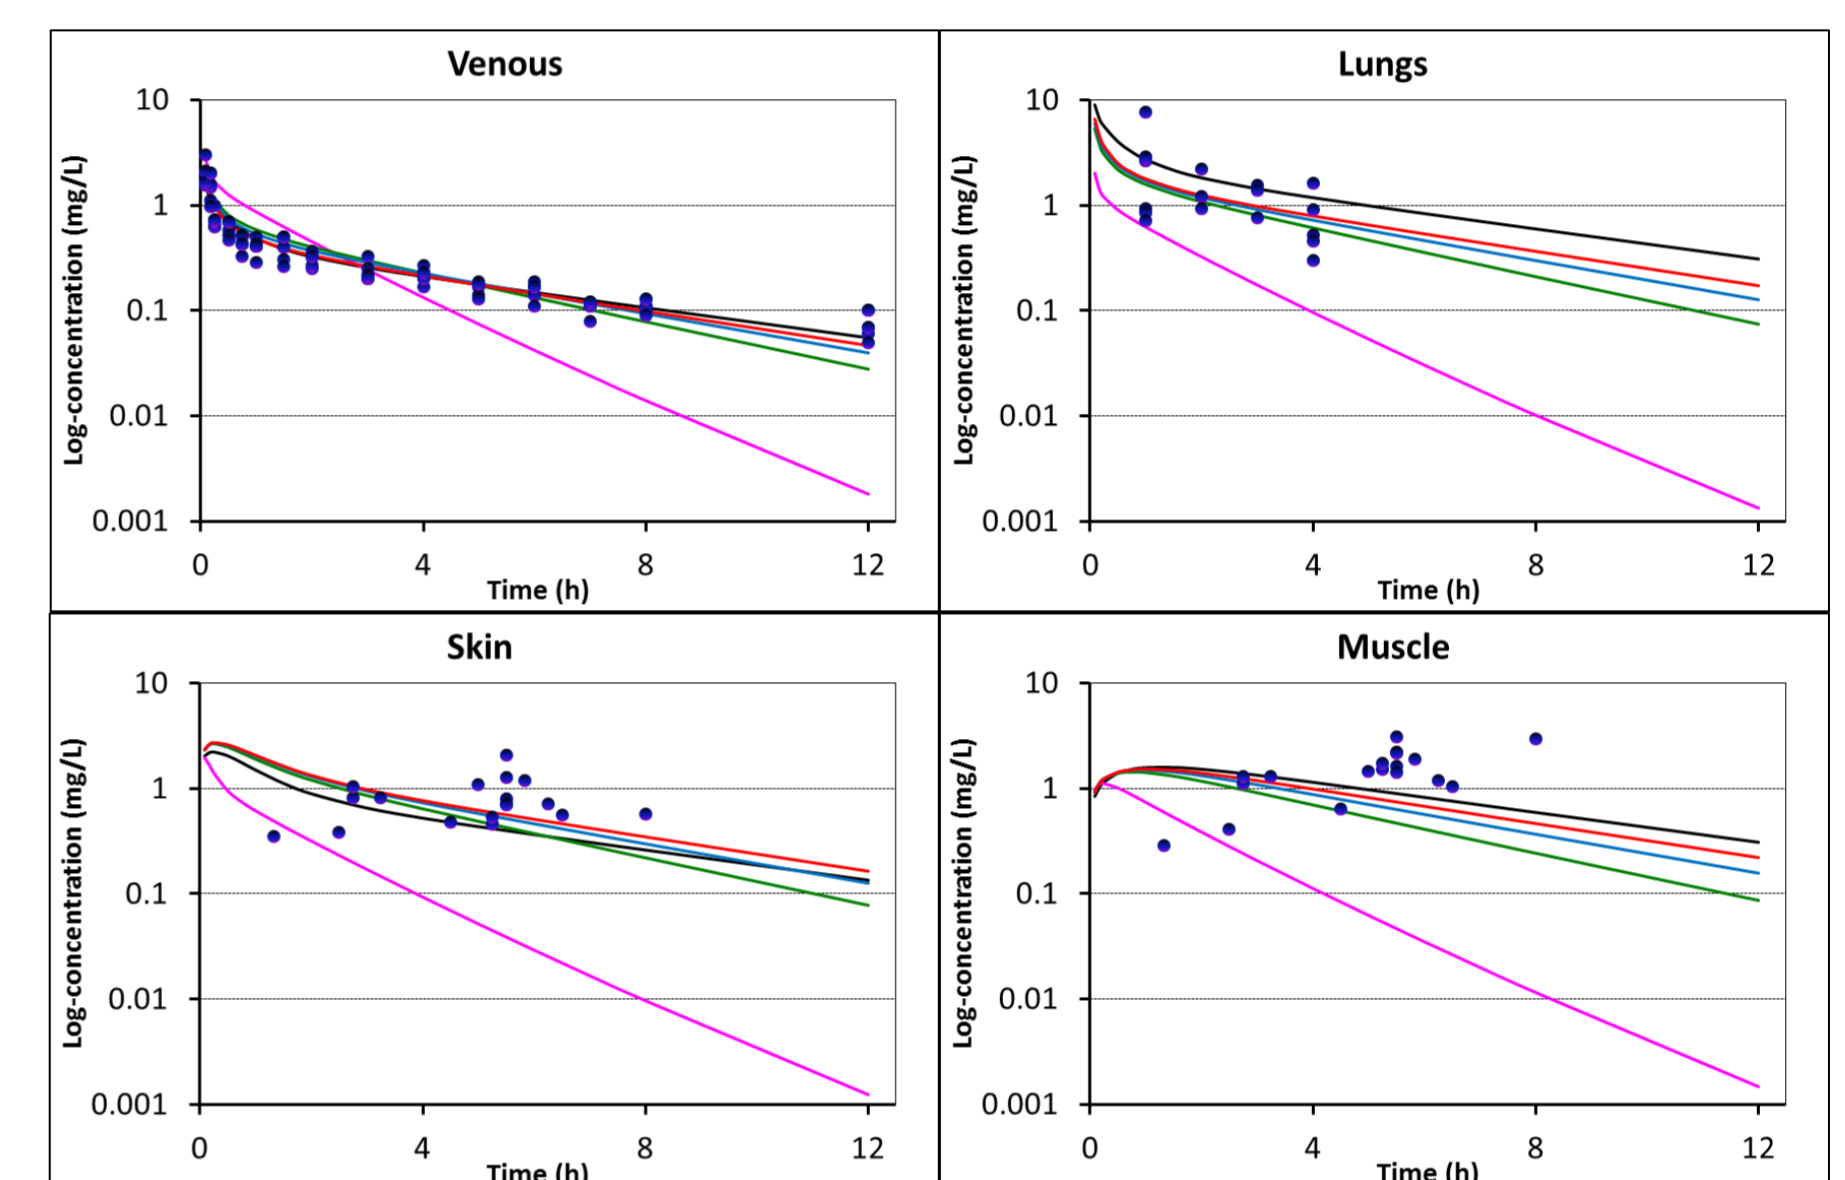 Venous
Log-concentration (mg/L)
10
1
0.1
0.01
0.001
0 4 8 12
Time (h)
Lungs
Log-concentration (mg/L)
10
1
0.1
0.01
0.001
0 4 8 12
Time (h)
Skin
Log-concentration (mg/L)
10
1
0.1
0.01
0.001
0 4 8 12
Time (h)
Muscle
Log-concentration (mg/L)
10
1
0.1
0.01
0.001
0 4 8 12
Time (h)